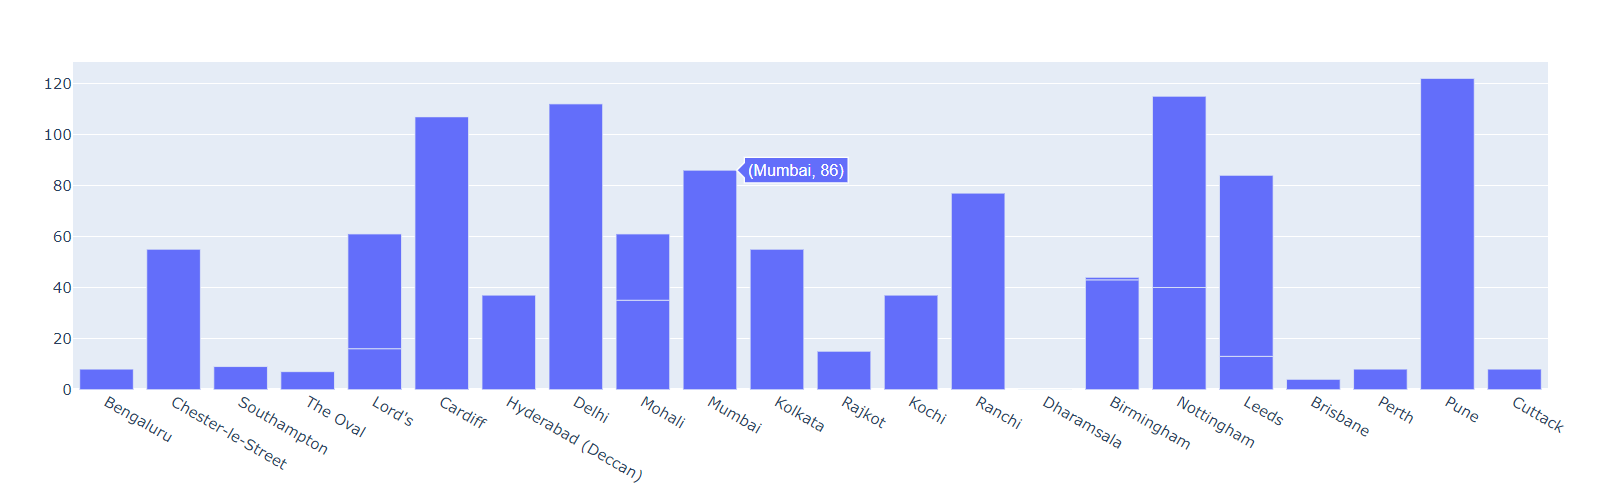 120
100
80
60
40
20
0
(Mumbai, 86)
Bengaluru
Chester-le-Street
Southampton
The Oval
Lord's
Cardiff
Hyderabad (Deccan)
Delhi
Mohali
Mumbai
Kolkata
Rajkot
Kochi
Ranchi
Dharamsala
Birmingham
Nottingham
Leeds
Brisbane
Perth
Pune
Cuttack